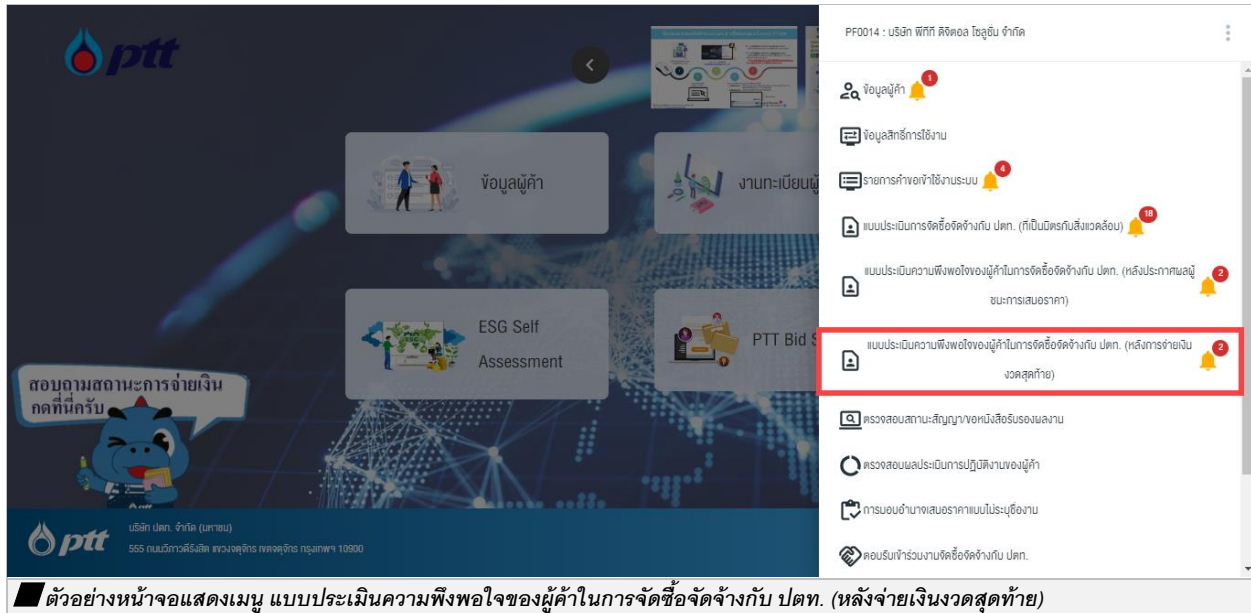 ptt
PF0014 : บริษัท พีทีที ดิจิตอล โซลูชั่น จำกัด
ข้อมูลผู้ค้า 1
ข้อมูลสิทธิ์การใช้งาน
ข้อมูลผู้ค้า
งานทะเบียนผู้
รายการคำขอเข้าใช้งานระบบ 4
แบบประเมินการจัดซื้อจัดจ้างกับ ปตท. (ที่เป็นมิตรกับสิ่งแวดล้อม) 18
แบบประเมินความพึงพอใจของผู้ค้าในการจัดซื้อจัดจ้างกับ ปตท. (หลังประกาศผลผู้ 2
ชนะการเสนอราคา)
ESG Self
Assessment
PTT Bid S
แบบประเมินความพึงพอใจของผู้ค้าในการจัดซื้อจัดจ้างกับ ปตท. (หลังการจ่ายเงิน 2
งวดสุดท้าย)
สอบถามสถานะการจ่ายเงิน
กดที่นี่ครับ
ตรวจสอบสถานะสัญญา/ขอหนังสือรับรองผลงาน
ตรวจสอบผลประเมินการปฏิบัติงานของผู้ค้า
การมอบอำนาจเสนอราคาแบบไม่ระบุชื่องาน
ตอบรับเข้าร่วมงานจัดซื้อจัดจ้างกับ ปตท.
ptt
บริษัท ปตท. จำกัด (มหาชน)
555 ถนนวิภาวดีรังสิต แขวงจตุจักร เขตจตุจักร กรุงเทพฯ 10900
ตัวอย่างหน้าจอแสดงเมนู แบบประเมินความพึงพอใจของผู้ค้าในการจัดซื้อจัดจ้างกับ ปตท. (หลังจ่ายเงินงวดสุดท้าย)